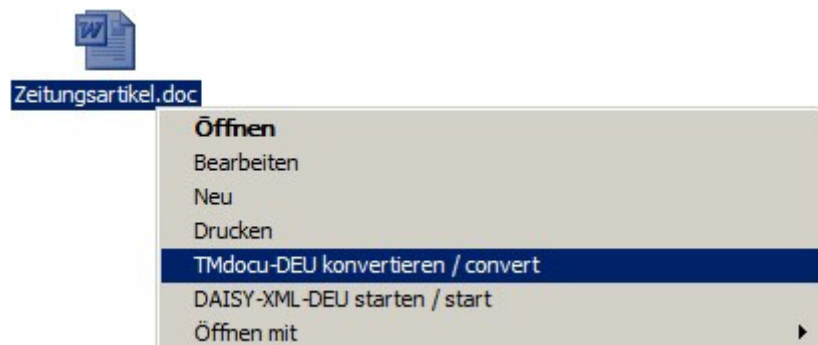 Zeitungsartikel.doc
Öffnen
Bearbeiten
Neu
Drucken
TMdocu-DEU konvertieren / convert
DAISY-XML-DEU starten / start
Öffnen mit